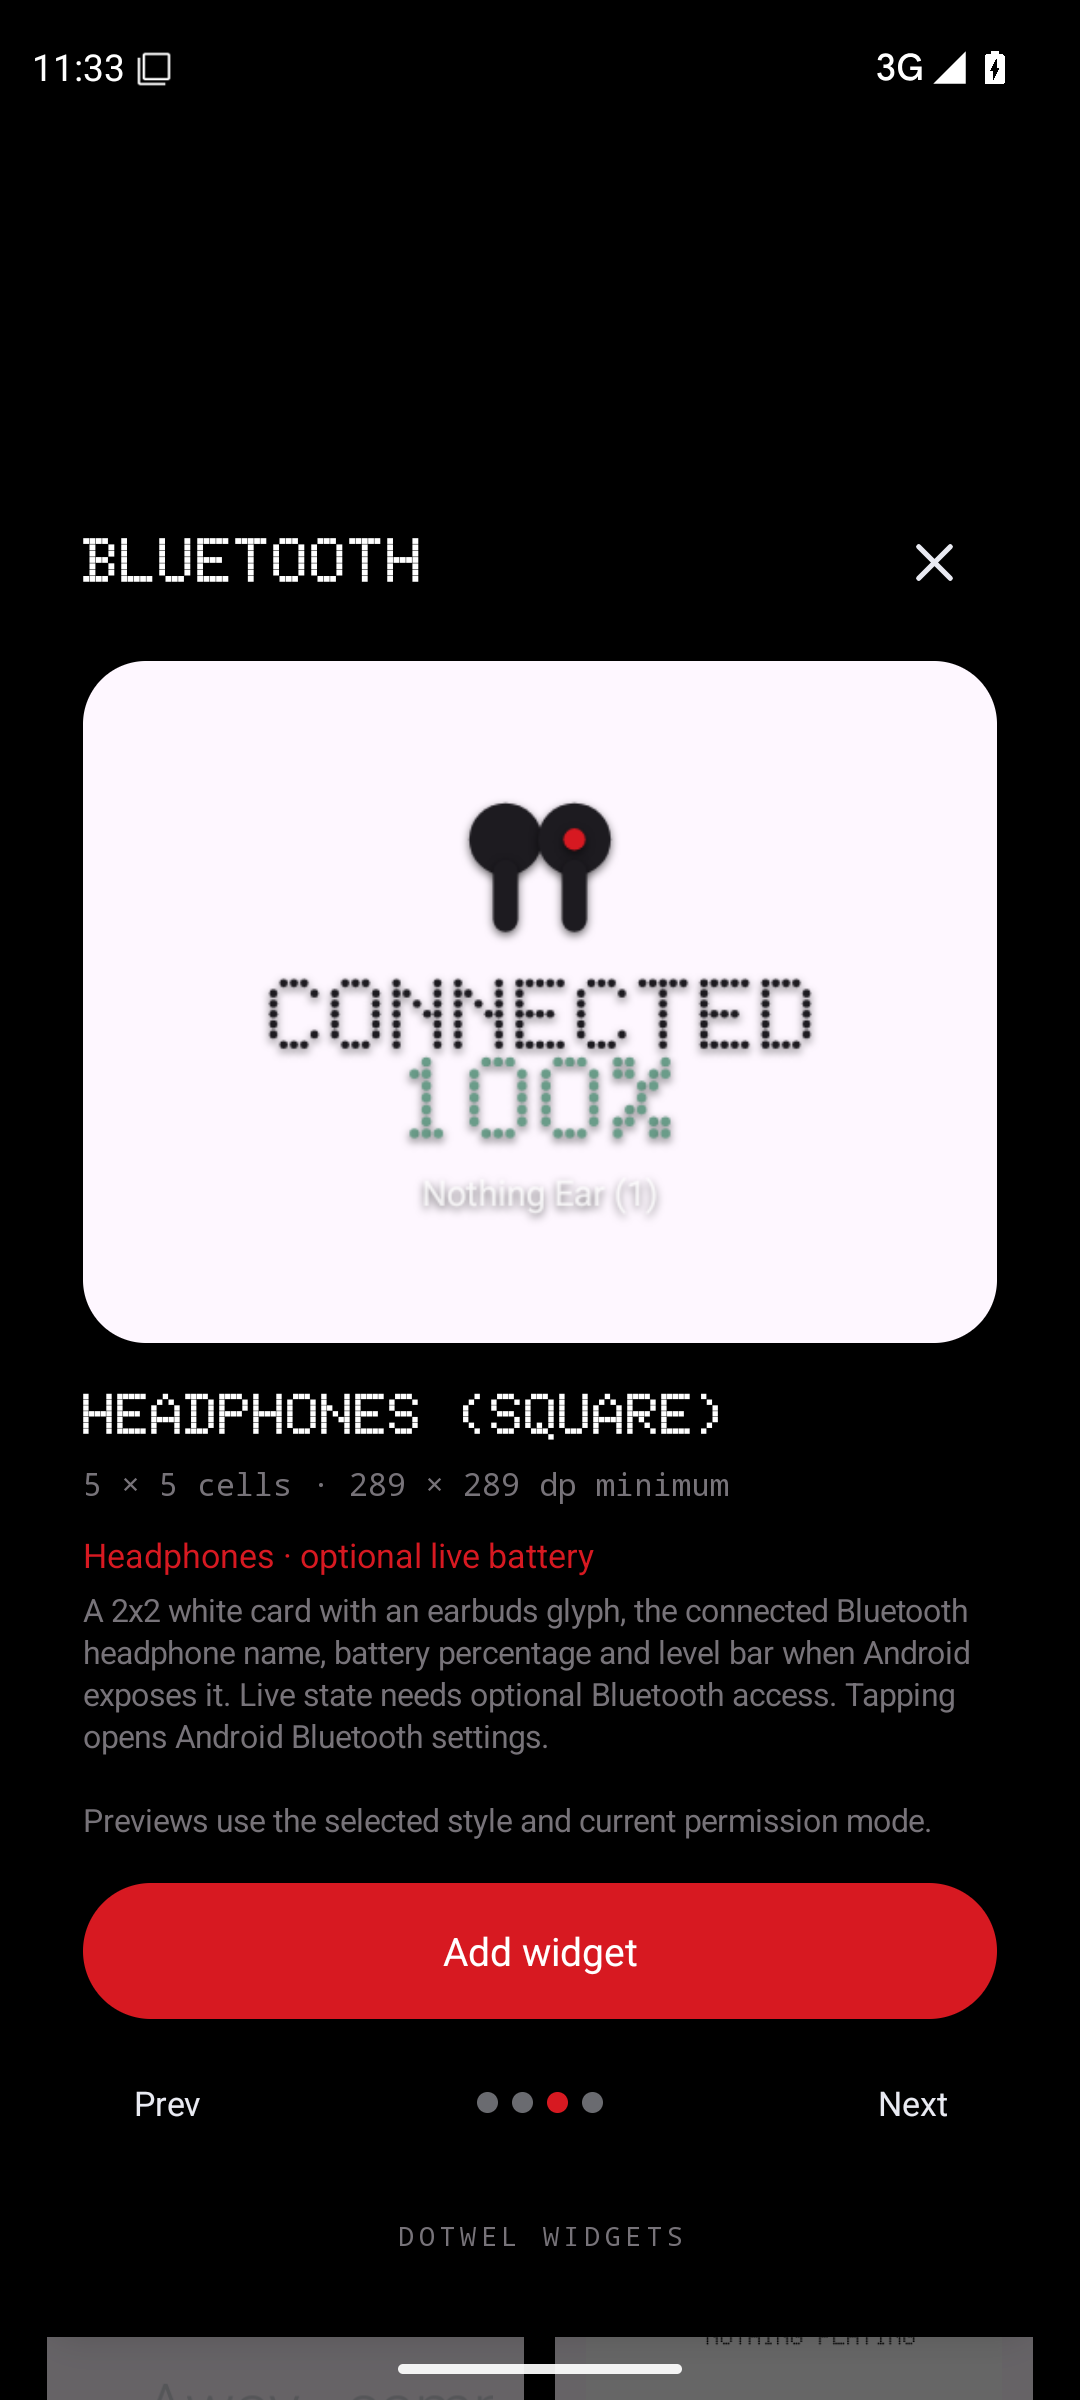 11:33
3G
BLUETOOTH
CONNECTED
100%
Nothing Ear (1)
HEADPHONES (SQUARE)
5 × 5 cells · 289 × 289 dp minimum
Headphones · optional live battery
A 2x2 white card with an earbuds glyph, the connected Bluetooth
headphone name, battery percentage and level bar when Android
exposes it. Live state needs optional Bluetooth access. Tapping
opens Android Bluetooth settings.
Previews use the selected style and current permission mode.
Add widget
Prev
Next
DOTWEL WIDGETS